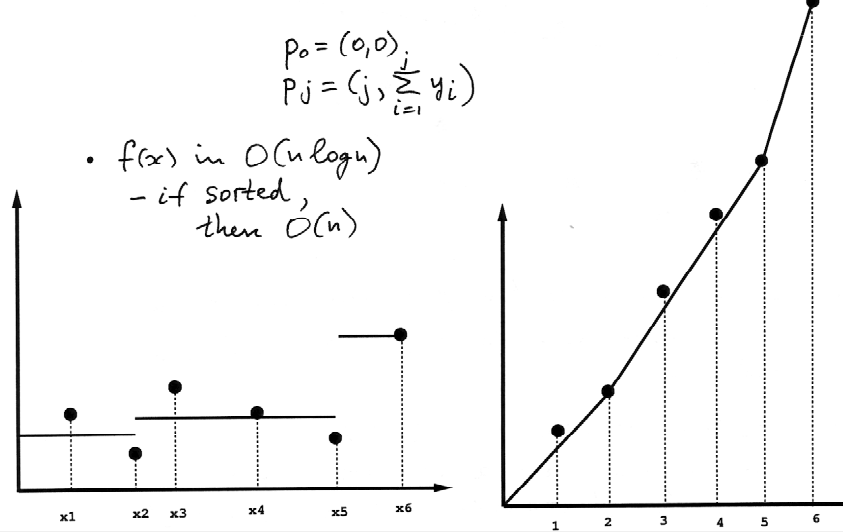 p₀ = (0,0),
pⱼ = (j, Σ_{i=1}^{j} yᵢ)
• f(x) in O(n log n)
– if sorted,
then O(n)
x1 x2 x3 x4 x5 x6
1 2 3 4 5 6